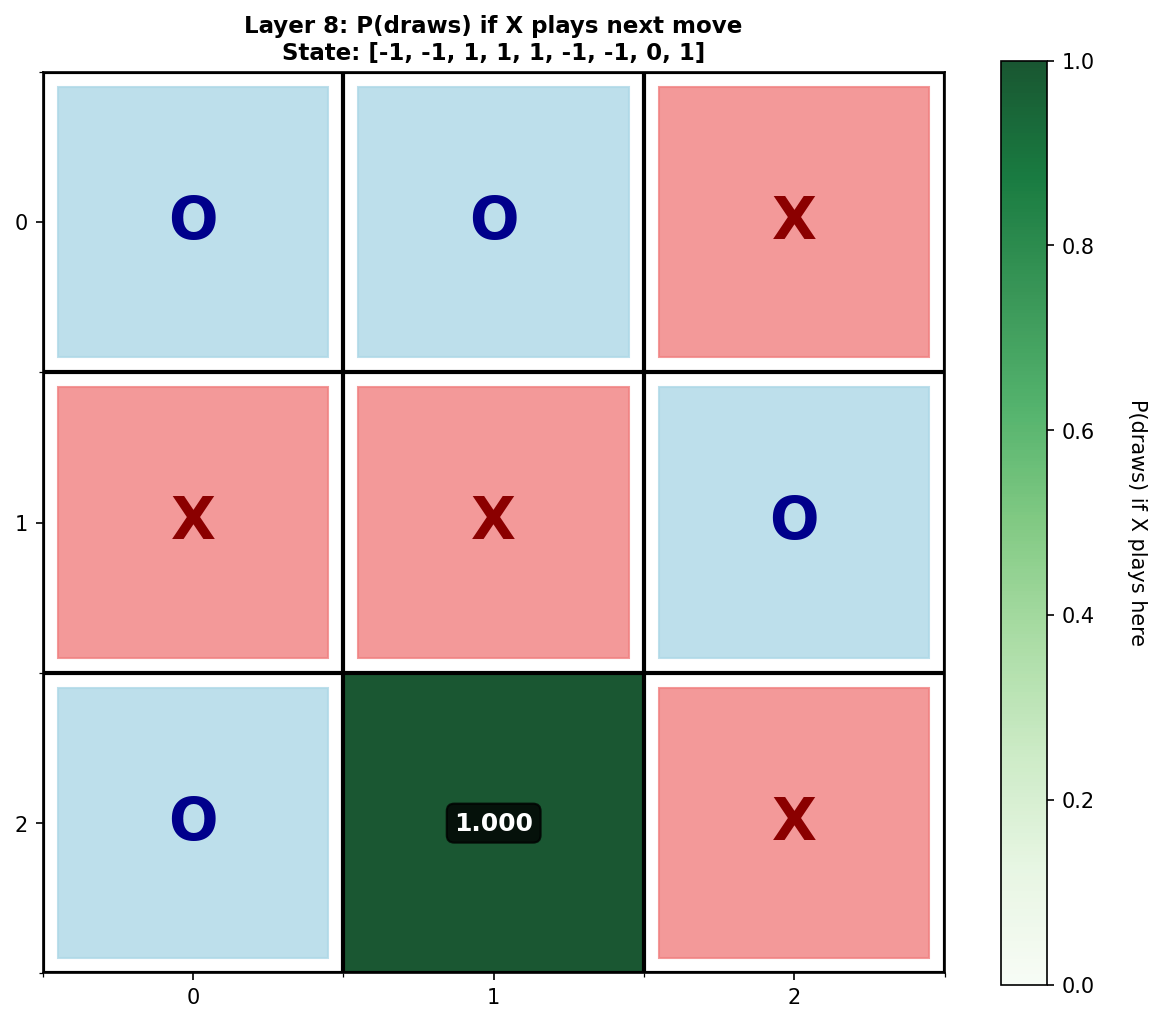 Layer 8: P(draws) if X plays next move
State: [-1, -1, 1, 1, 1, -1, -1, 0, 1]
0
O
O
X
1
X
X
O
2
O
1.000
X
0
1
2
1.0
0.8
0.6
0.4
0.2
0.0
P(draws) if X plays here